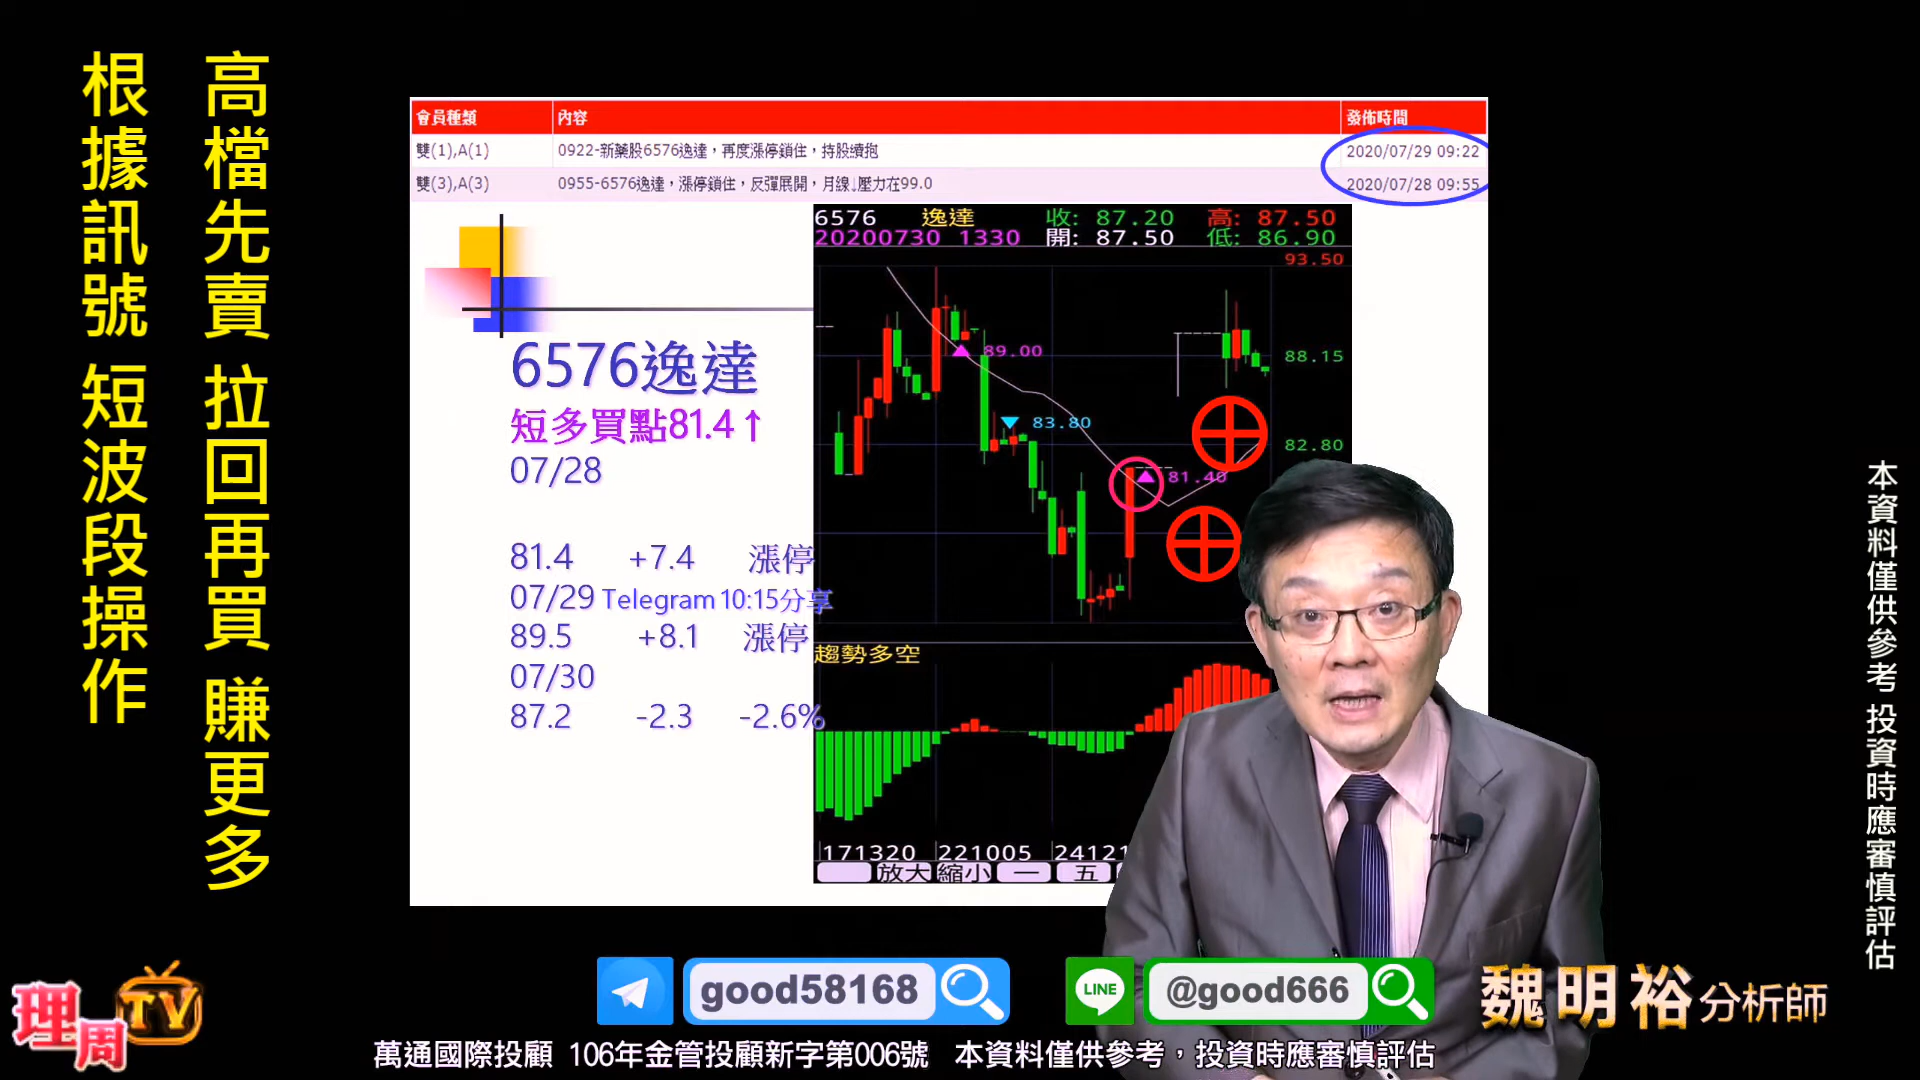 高檔先賣 拉回再買 賺更多
根據訊號 短波段操作
會員種類 內容 發佈時間
雙(1),A(1) 0922-新藥股6576逸達，再度漲停鎖住，持股續抱 2020/07/29 09:22
雙(3),A(3) 0955-6576逸達，漲停鎖住，反彈展開，月線↓壓力在99.0 2020/07/28 09:55
6576逸達
短多買點81.4↑
07/28
81.4 +7.4 漲停
07/29 Telegram 10:15分享
89.5 +8.1 漲停
07/30
87.2 -2.3 -2.6%
6576 逸達 收: 87.20 高: 87.50
20200730 1330 開: 87.50 低: 86.90
93.50
89.00
88.15
83.80
82.80
81.40
趨勢多空
171320 221005 24121
放大 縮小 一 五
本資料僅供參考 投資時應審慎評估
理周TV
good58168
LINE @good666
魏明裕分析師
萬通國際投顧 106年金管投顧新字第006號 本資料僅供參考，投資時應審慎評估